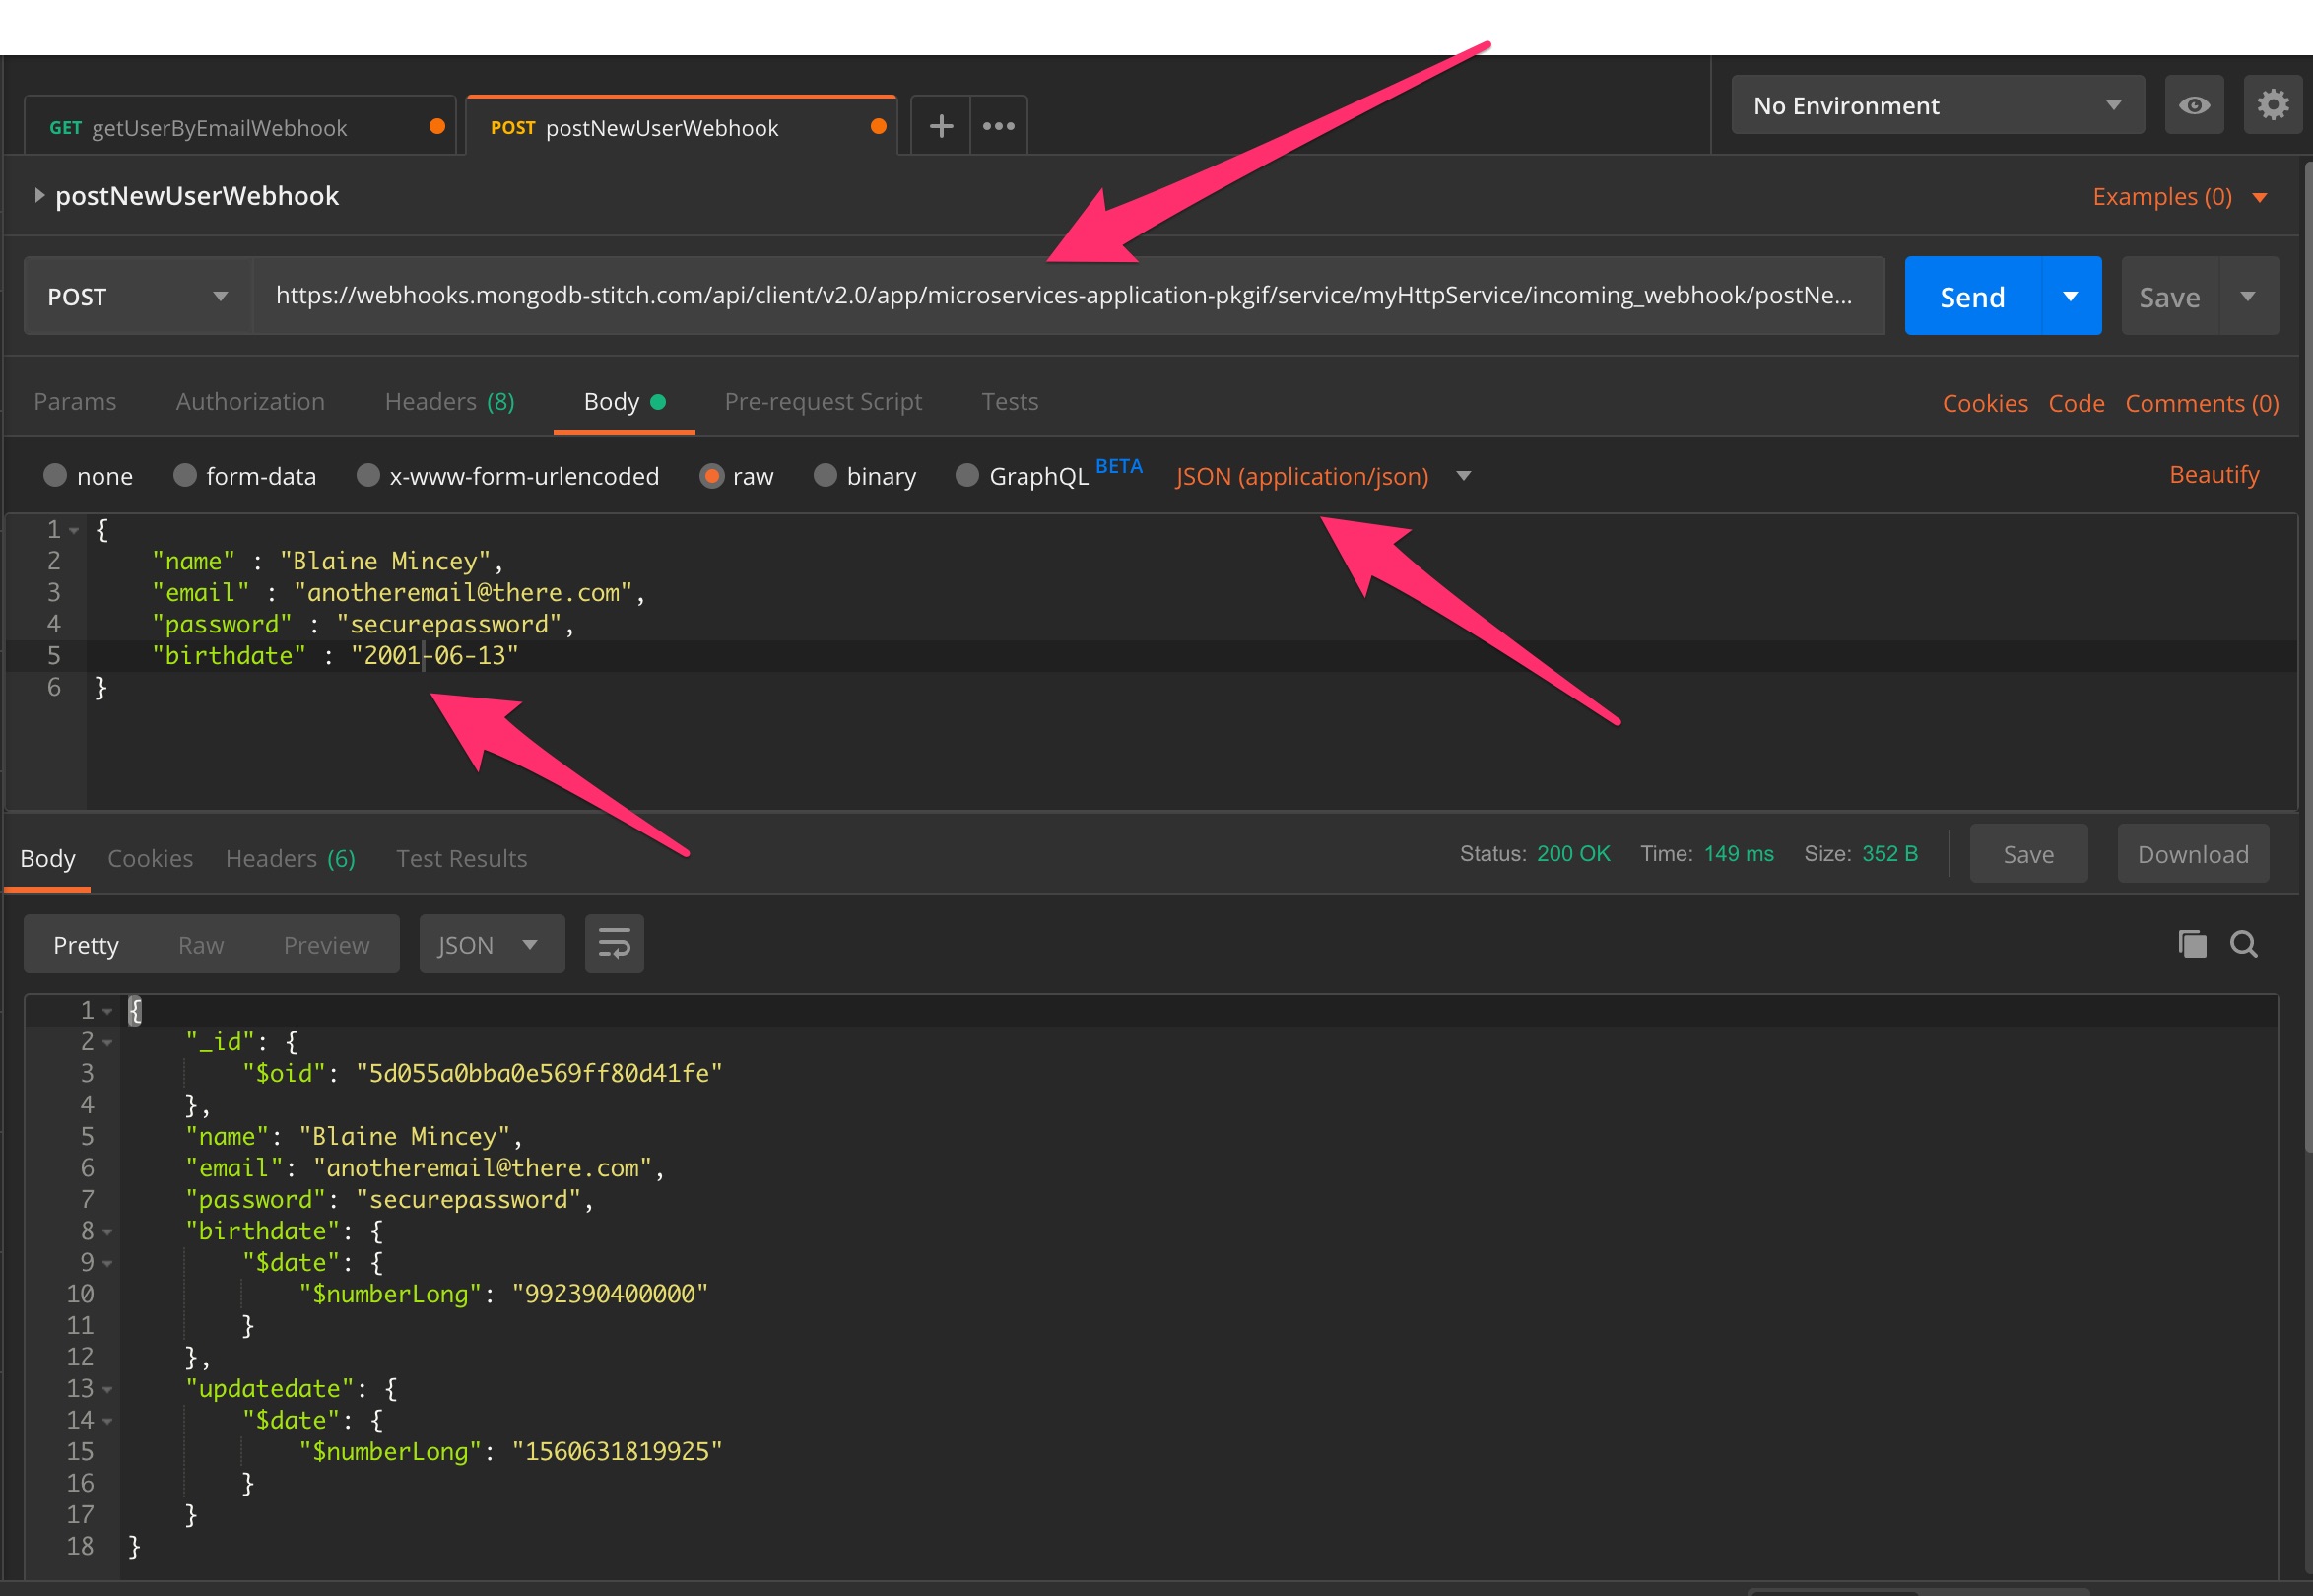 GET getUserByEmailWebhook
POST postNewUserWebhook
No Environment
postNewUserWebhook
Examples (0)
POST
https://webhooks.mongodb-stitch.com/api/client/v2.0/app/microservices-application-pkgif/service/myHttpService/incoming_webhook/postNe...
Send
Save
Params
Authorization
Headers (8)
Body
Pre-request Script
Tests
Cookies
Code
Comments (0)
none
form-data
x-www-form-urlencoded
raw
binary
GraphQL BETA
JSON (application/json)
Beautify
1 {
2 "name" : "Blaine Mincey",
3 "email" : "anotheremail@there.com",
4 "password" : "securepassword",
5 "birthdate" : "2001-06-13"
6 }
Body
Cookies
Headers (6)
Test Results
Status: 200 OK
Time: 149 ms
Size: 352 B
Save
Download
Pretty
Raw
Preview
JSON
1 {
2 "_id": {
3 "$oid": "5d055a0bba0e569ff80d41fe"
4 },
5 "name": "Blaine Mincey",
6 "email": "anotheremail@there.com",
7 "password": "securepassword",
8 "birthdate": {
9 "$date": {
10 "$numberLong": "992390400000"
11 }
12 },
13 "updatedate": {
14 "$date": {
15 "$numberLong": "1560631819925"
16 }
17 }
18 }